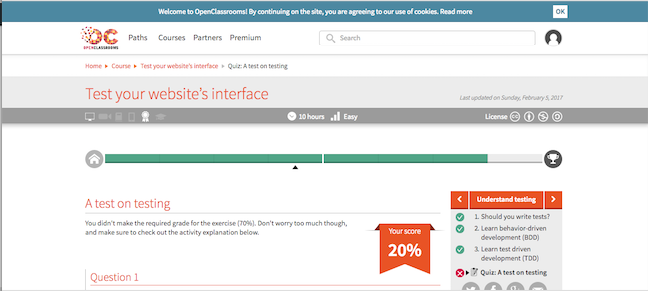 Welcome to OpenClassrooms! By continuing on the site, you are agreeing to our use of cookies. Read more
OK
OC
OPENCLASSROOMS
Paths Courses Partners Premium
Search
Home Course Test your website's interface Quiz: A test on testing
Test your website's interface
Last updated on Sunday, February 5, 2017
10 hours Easy
License
A test on testing
You didn't make the required grade for the exercise (70%). Don't worry too much though,
and make sure to check out the activity explanation below.
Your score
20%
Question 1
Understand testing
1. Should you write tests?
2. Learn behavior-driven
development (BDD)
3. Learn test driven
development (TDD)
Quiz: A test on testing